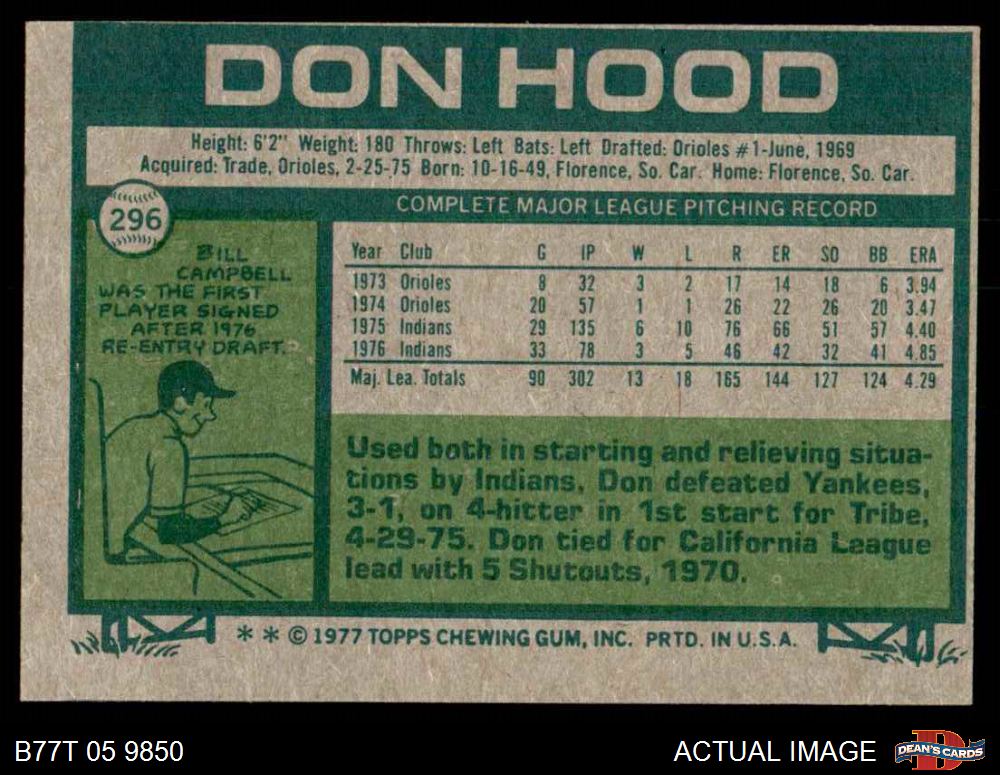 DON HOOD
Height: 6'2" Weight: 180 Throws: Left Bats: Left Drafted: Orioles #1-June, 1969
Acquired: Trade, Orioles, 2-25-75 Born: 10-16-49, Florence, So. Car. Home: Florence, So. Car.
296
COMPLETE MAJOR LEAGUE PITCHING RECORD
BILL
CAMPBELL
WAS THE FIRST
PLAYER SIGNED
AFTER 1976
RE-ENTRY DRAFT.
Year Club G IP W L R ER SO BB ERA
1973 Orioles 8 32 3 2 17 14 18 6 3.94
1974 Orioles 20 57 1 1 26 22 26 20 3.47
1975 Indians 29 135 6 10 76 66 51 57 4.40
1976 Indians 33 78 3 5 46 42 32 41 4.85
Maj. Lea. Totals 90 302 13 18 165 144 127 124 4.29
Used both in starting and relieving situa-
tions by Indians, Don defeated Yankees,
3-1, on 4-hitter in 1st start for Tribe,
4-29-75. Don tied for California League
lead with 5 Shutouts, 1970.
* * © 1977 TOPPS CHEWING GUM, INC. PRTD. IN U.S.A.
B77T 05 9850
ACTUAL IMAGE
D
DEAN'S CARDS